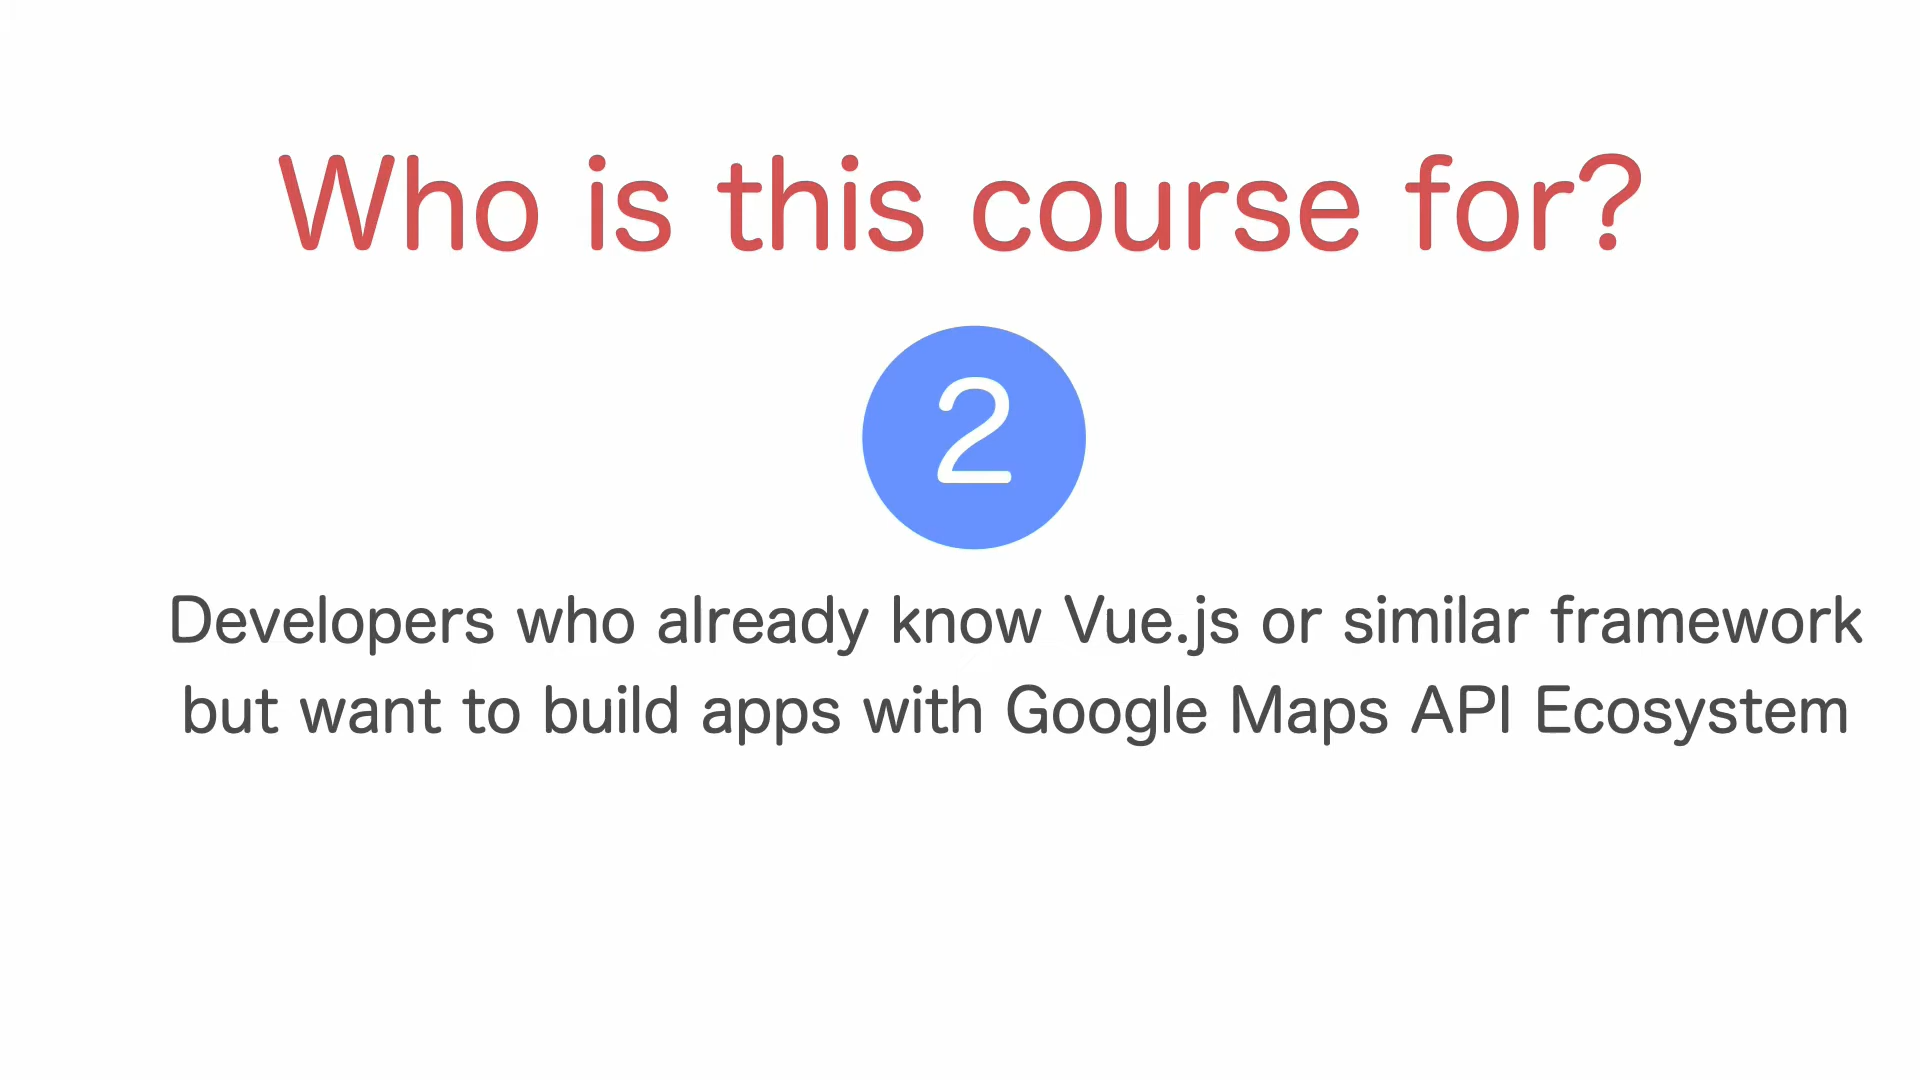 Who is this course for?
2
Developers who already know Vue.js or similar framework
but want to build apps with Google Maps API Ecosystem